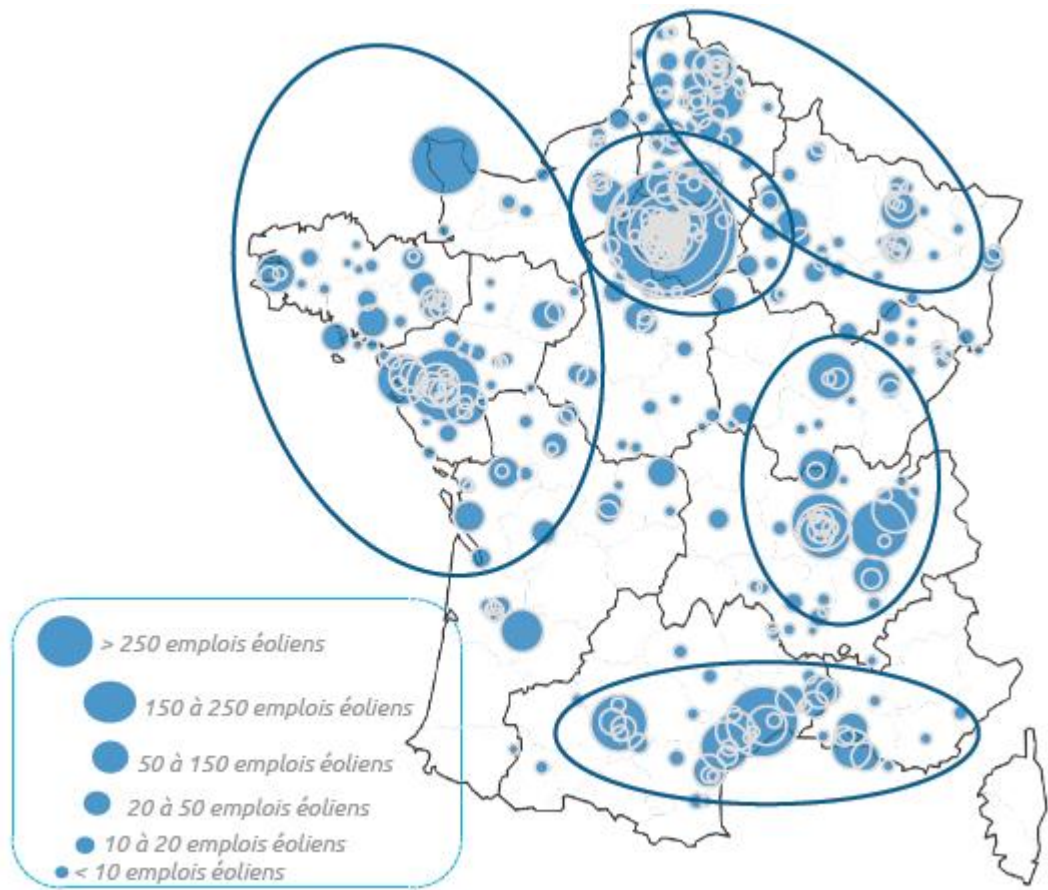 > 250 emplois éoliens
150 à 250 emplois éoliens
50 à 150 emplois éoliens
20 à 50 emplois éoliens
10 à 20 emplois éoliens
< 10 emplois éoliens